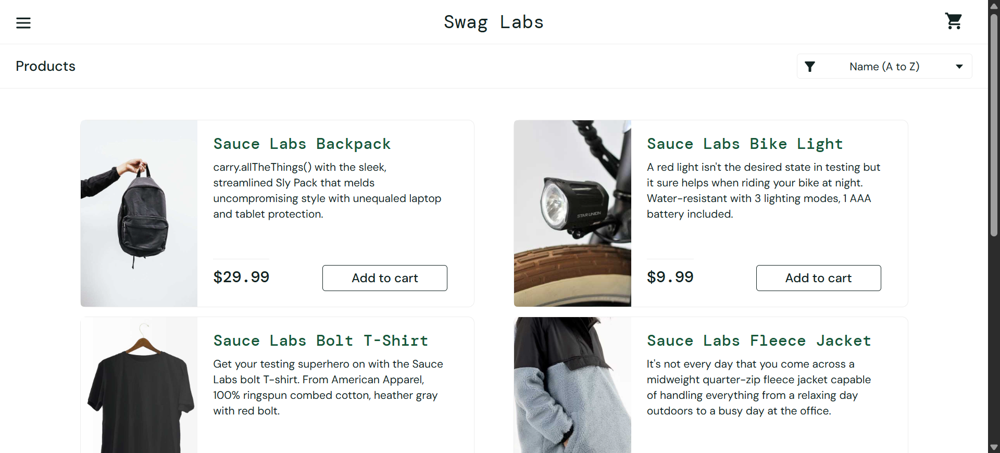 Swag Labs
Products
Name (A to Z)
Sauce Labs Backpack
carry.allTheThings() with the sleek,
streamlined Sly Pack that melds
uncompromising style with unequaled laptop
and tablet protection.
$29.99
Add to cart
Sauce Labs Bike Light
A red light isn't the desired state in testing but
it sure helps when riding your bike at night.
Water-resistant with 3 lighting modes, 1 AAA
battery included.
STAR UNION
$9.99
Add to cart
Sauce Labs Bolt T-Shirt
Get your testing superhero on with the Sauce
Labs bolt T-shirt. From American Apparel,
100% ringspun combed cotton, heather gray
with red bolt.
Sauce Labs Fleece Jacket
It's not every day that you come across a
midweight quarter-zip fleece jacket capable
of handling everything from a relaxing day
outdoors to a busy day at the office.